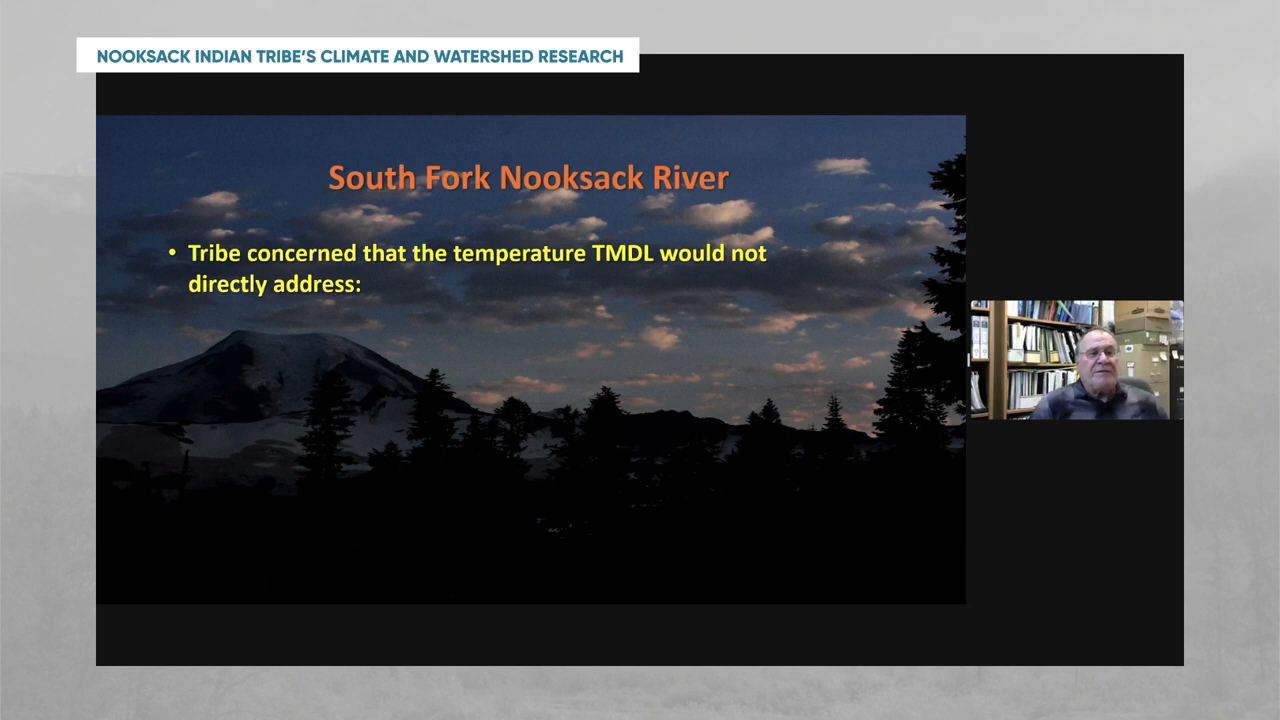 NOOKSACK INDIAN TRIBE'S CLIMATE AND WATERSHED RESEARCH
South Fork Nooksack River
• Tribe concerned that the temperature TMDL would not
directly address: